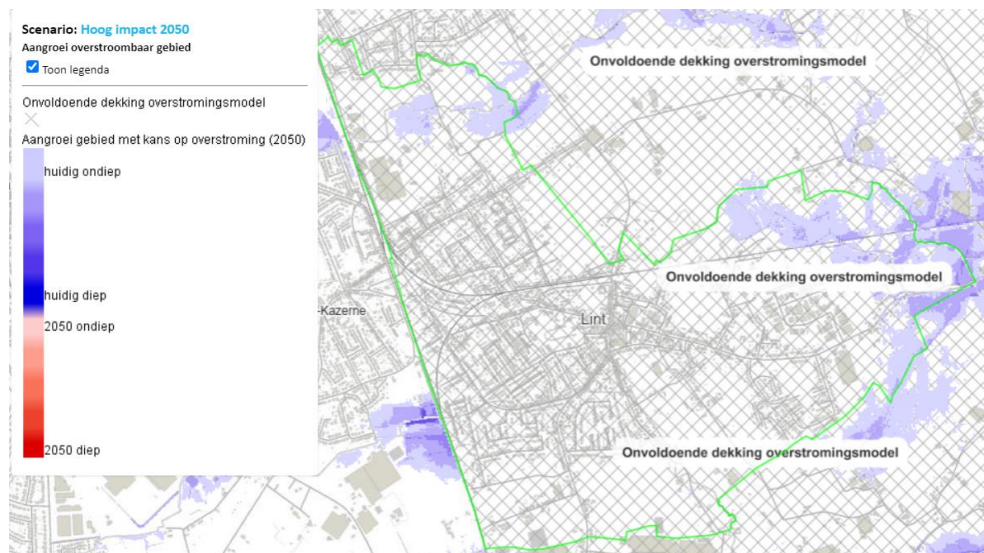 Scenario: Hoog impact 2050
Aangroei overstroombaar gebied
Toon legenda
Onvoldoende dekking overstromingsmodel
Aangroei gebied met kans op overstroming (2050)
huidig ondiep
huidig diep
2050 ondiep
2050 diep
Onvoldoende dekking overstromingsmodel
Onvoldoende dekking overstromingsmodel
-Kazerne
Lint
Onvoldoende dekking overstromingsmodel